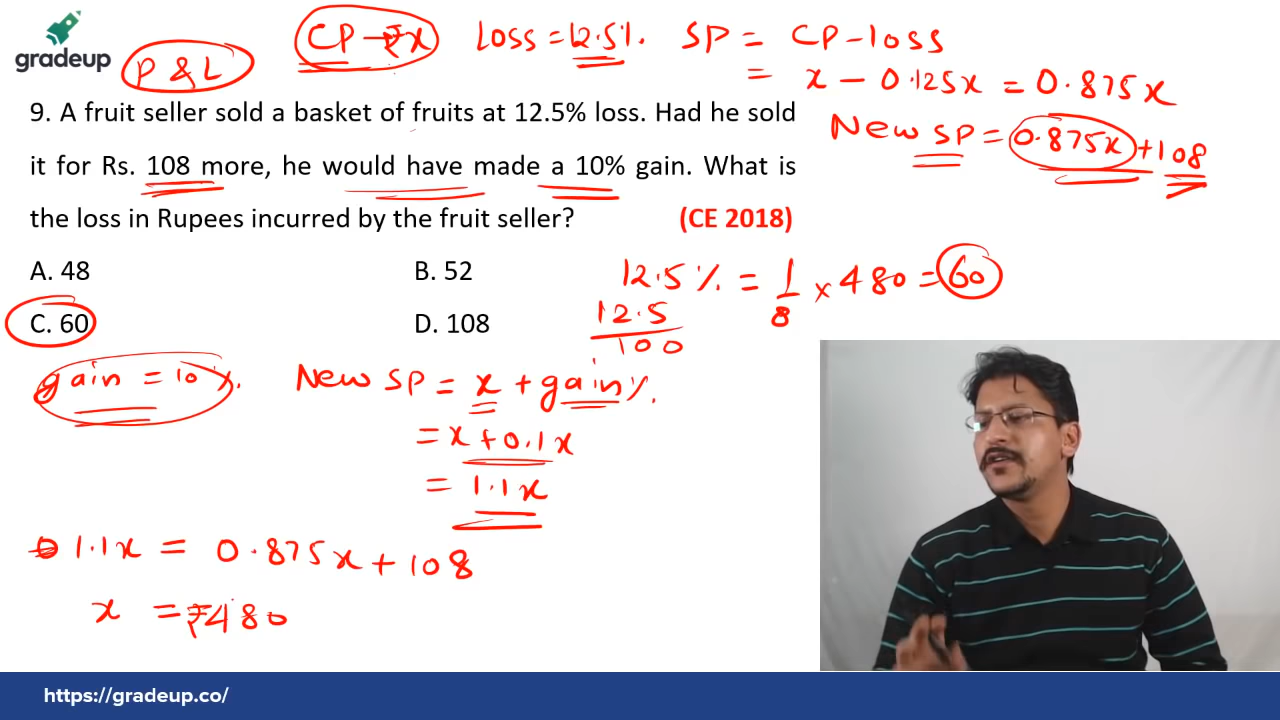 gradeup
P & L
CP → ₹x
Loss = 12.5%
SP = CP - loss
= x - 0.125x = 0.875x
New SP = 0.875x + 108
9. A fruit seller sold a basket of fruits at 12.5% loss. Had he sold
it for Rs. 108 more, he would have made a 10% gain. What is
the loss in Rupees incurred by the fruit seller? (CE 2018)
A. 48 B. 52
C. 60 D. 108
12.5% = 1/8 × 480 = 60
12.5/100
gain = 10%.
New SP = x + gain%.
= x + 0.1x
= 1.1x
1.1x = 0.875x + 108
x = ₹480
https://gradeup.co/